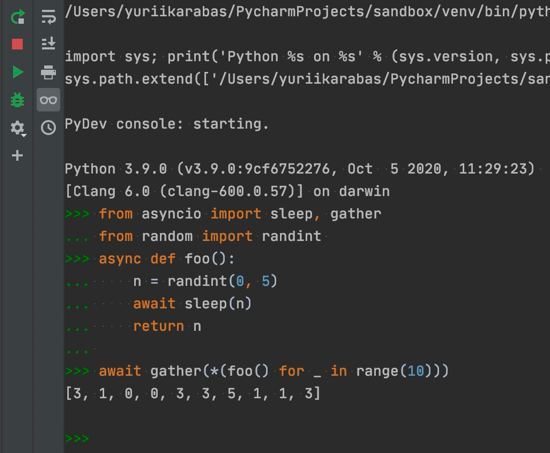 /Users/yuriikarabas/PycharmProjects/sandbox/venv/bin/pyth
import sys; print('Python %s on %s' % (sys.version, sys.p
sys.path.extend(['/Users/yuriikarabas/PycharmProjects/san
PyDev console: starting.
Python 3.9.0 (v3.9.0:9cf6752276, Oct  5 2020, 11:29:23)
[Clang 6.0 (clang-600.0.57)] on darwin
>>> from asyncio import sleep, gather
... from random import randint
>>> async def foo():
...     n = randint(0, 5)
...     await sleep(n)
...     return n
...
>>> await gather(*(foo() for _ in range(10)))
[3, 1, 0, 0, 3, 3, 5, 1, 1, 3]
>>>